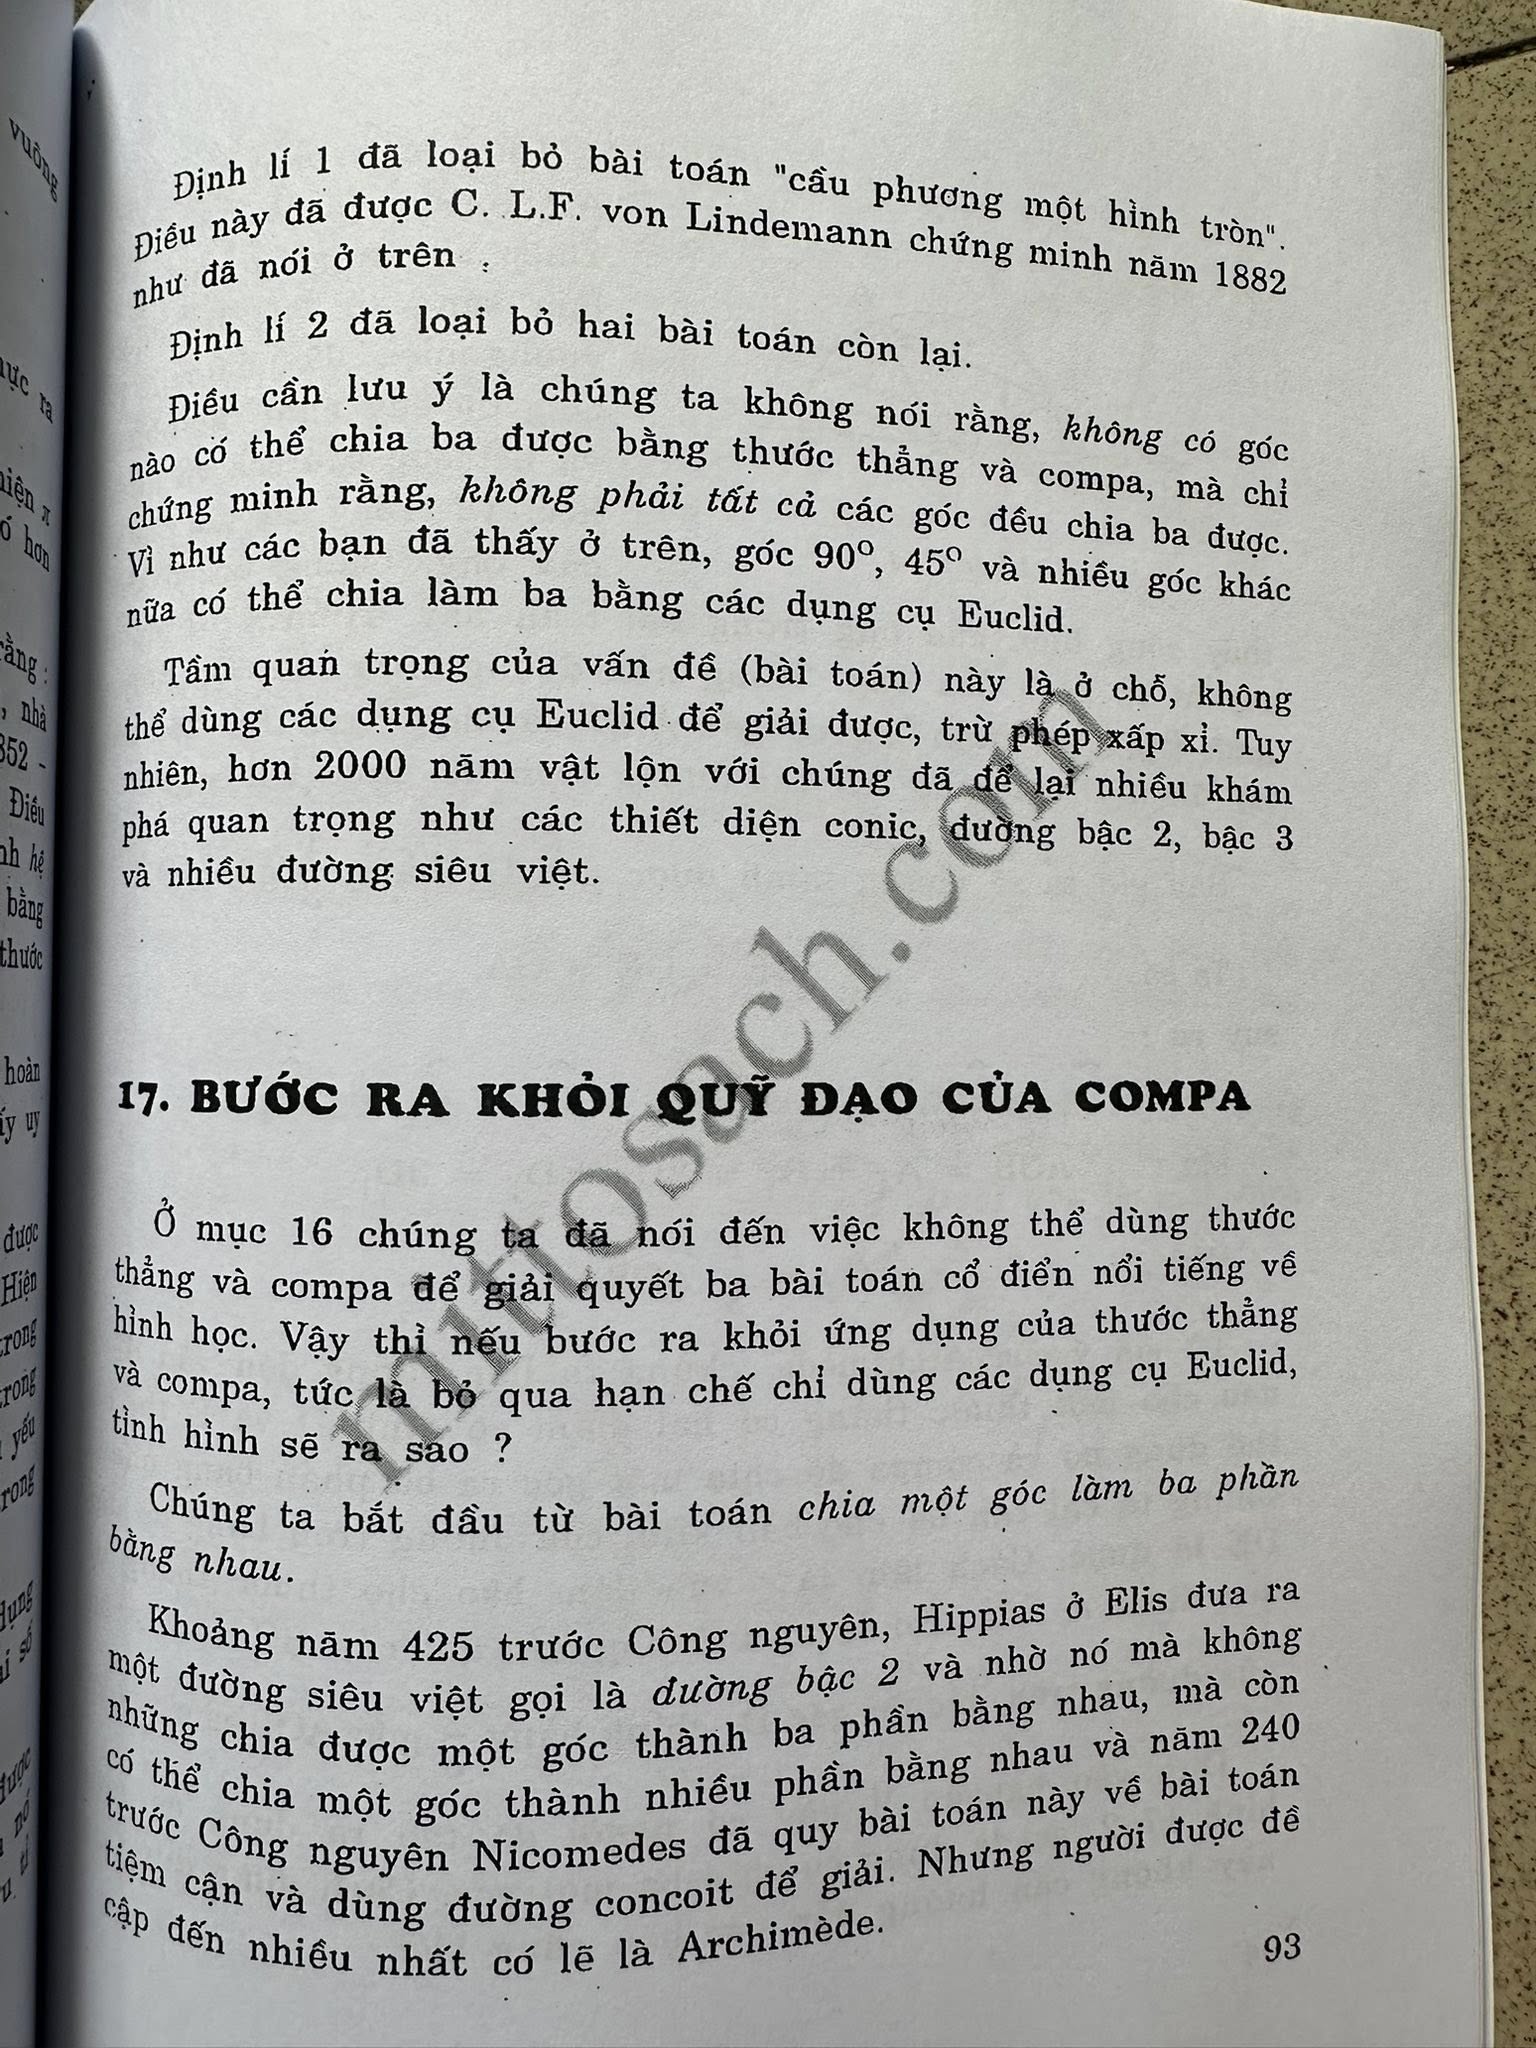 Định lí 1 đã loại bỏ bài toán "cầu phương một hình tròn".
Điều này đã được C. L.F. von Lindemann chứng minh năm 1882
như đã nói ở trên .
Định lí 2 đã loại bỏ hai bài toán còn lại.
Điều cần lưu ý là chúng ta không nói rằng, không có góc
nào có thể chia ba được bằng thước thẳng và compa, mà chỉ
chứng minh rằng, không phải tất cả các góc đều chia ba được.
Vì như các bạn đã thấy ở trên, góc 90°, 45° và nhiều góc khác
nữa có thể chia làm ba bằng các dụng cụ Euclid.
Tầm quan trọng của vấn đề (bài toán) này là ở chỗ, không
thể dùng các dụng cụ Euclid để giải được, trừ phép xấp xỉ. Tuy
nhiên, hơn 2000 năm vật lộn với chúng đã để lại nhiều khám
phá quan trọng như các thiết diện conic, đường bậc 2, bậc 3
và nhiều đường siêu việt.
17. BƯỚC RA KHỎI QUỸ ĐẠO CỦA COMPA
Ở mục 16 chúng ta đã nói đến việc không thể dùng thước
thẳng và compa để giải quyết ba bài toán cổ điển nổi tiếng về
hình học. Vậy thì nếu bước ra khỏi ứng dụng của thước thẳng
và compa, tức là bỏ qua hạn chế chỉ dùng các dụng cụ Euclid,
tình hình sẽ ra sao ?
Chúng ta bắt đầu từ bài toán chia một góc làm ba phần
bằng nhau.
Khoảng năm 425 trước Công nguyên, Hippias ở Elis đưa ra
một đường siêu việt gọi là đường bậc 2 và nhờ nó mà không
những chia được một góc thành ba phần bằng nhau, mà còn
có thể chia một góc thành nhiều phần bằng nhau và năm 240
trước Công nguyên Nicomedes đã quy bài toán này về bài toán
tiệm cận và dùng đường concoit để giải. Nhưng người được đề
cập đến nhiều nhất có lẽ là Archimède.
93